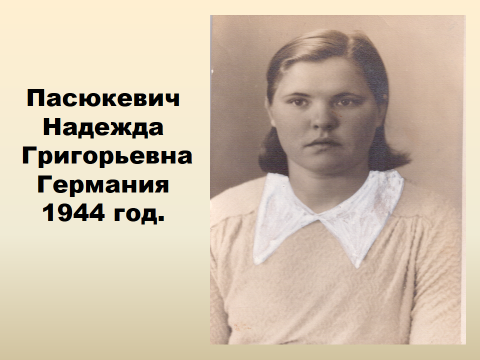 Пасюкевич
Надежда
Григорьевна
Германия
1944 год.